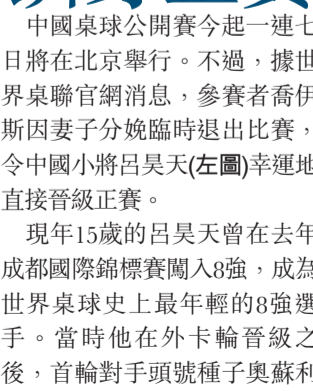 中國桌球公開賽今起一連七
日將在北京舉行。不過，據世
界桌聯官網消息，參賽者喬伊
斯因妻子分娩臨時退出比賽，
令中國小將呂昊天(左圖)幸運地
直接晉級正賽。
現年15歲的呂昊天曾在去年
成都國際錦標賽闖入8強，成為
世界桌球史上最年輕的8強選
手。當時他在外卡輪晉級之
後，首輪對手頭號種子奧蘇利